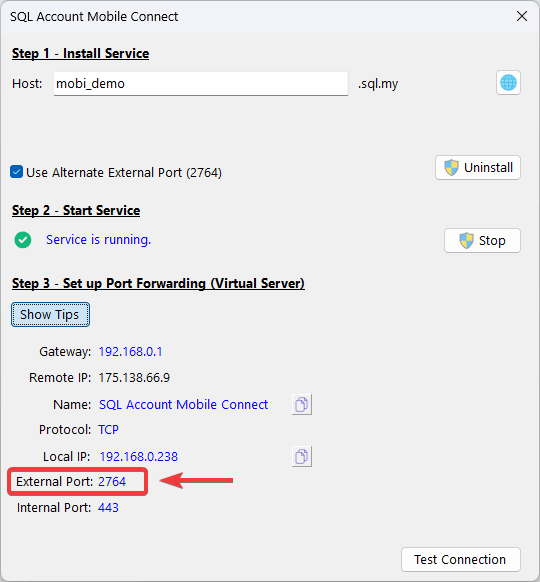 SQL Account Mobile Connect
Step 1 - Install Service
Host: mobi_demo .sql.my
Use Alternate External Port (2764) Uninstall
Step 2 - Start Service
Service is running. Stop
Step 3 - Set up Port Forwarding (Virtual Server)
Show Tips
Gateway: 192.168.0.1
Remote IP: 175.138.66.9
Name: SQL Account Mobile Connect
Protocol: TCP
Local IP: 192.168.0.238
External Port: 2764
Internal Port: 443
Test Connection